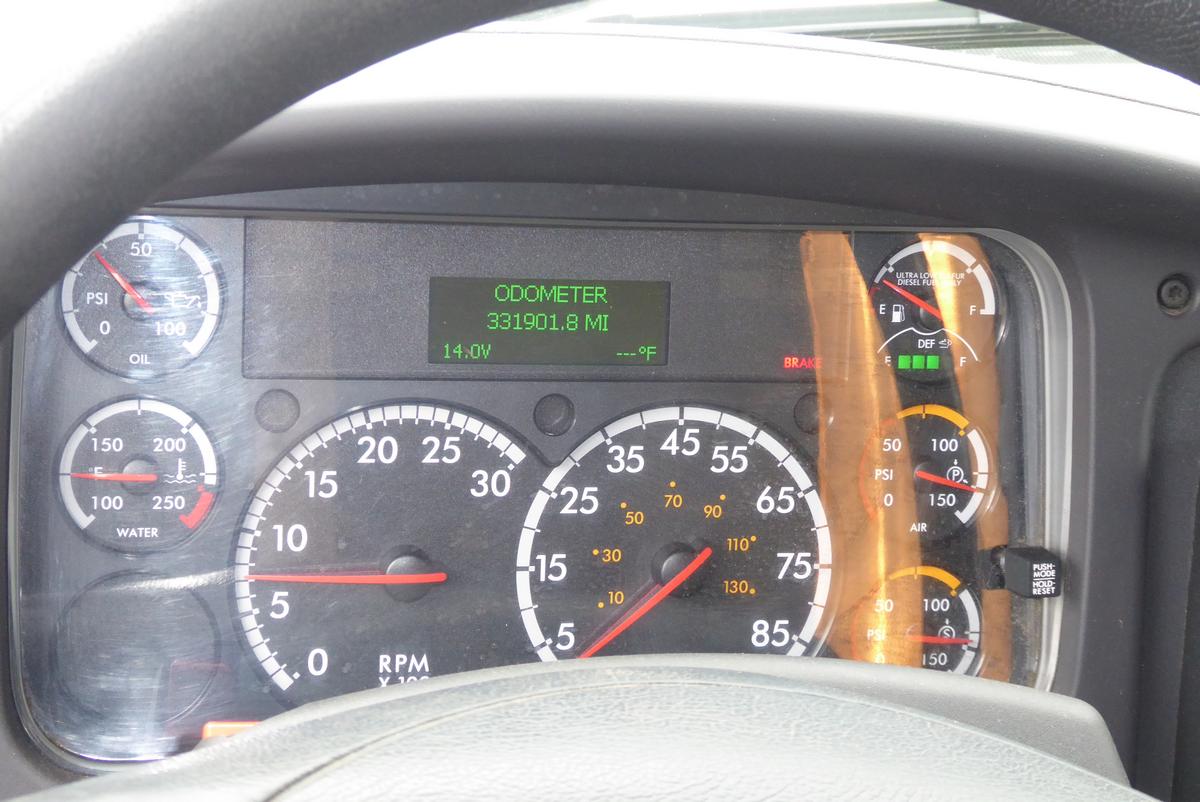 ODOMETER
331901.8 MI
14.0V
---°F
BRAKE
50
PSI
0
100
OIL
150
200
°F
100
250
WATER
0
5
10
15
20
25
30
RPM
5
15
25
35
45
55
65
75
85
10
30
50
70
90
110
130
DIESEL FUEL ONLY
E
F
DEF
E
F
50
100
PSI
P
0
150
AIR
50
100
PSI
S
150
PUSH-
MODE
HOLD-
RESET